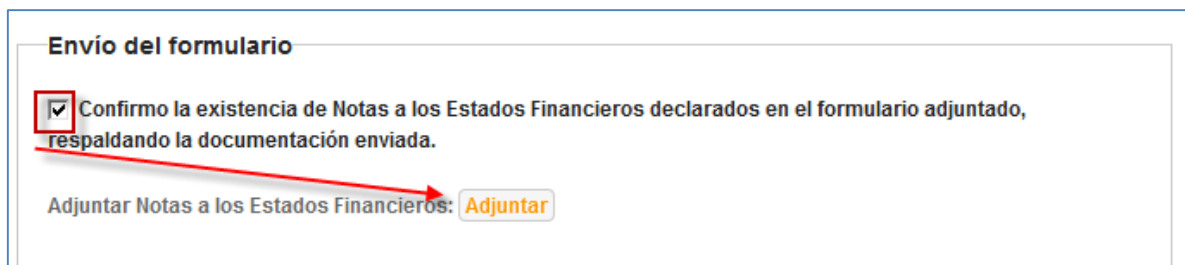 Envío del formulario
Confirmo la existencia de Notas a los Estados Financieros declarados en el formulario adjuntado,
respaldando la documentación enviada.
Adjuntar Notas a los Estados Financieros: Adjuntar